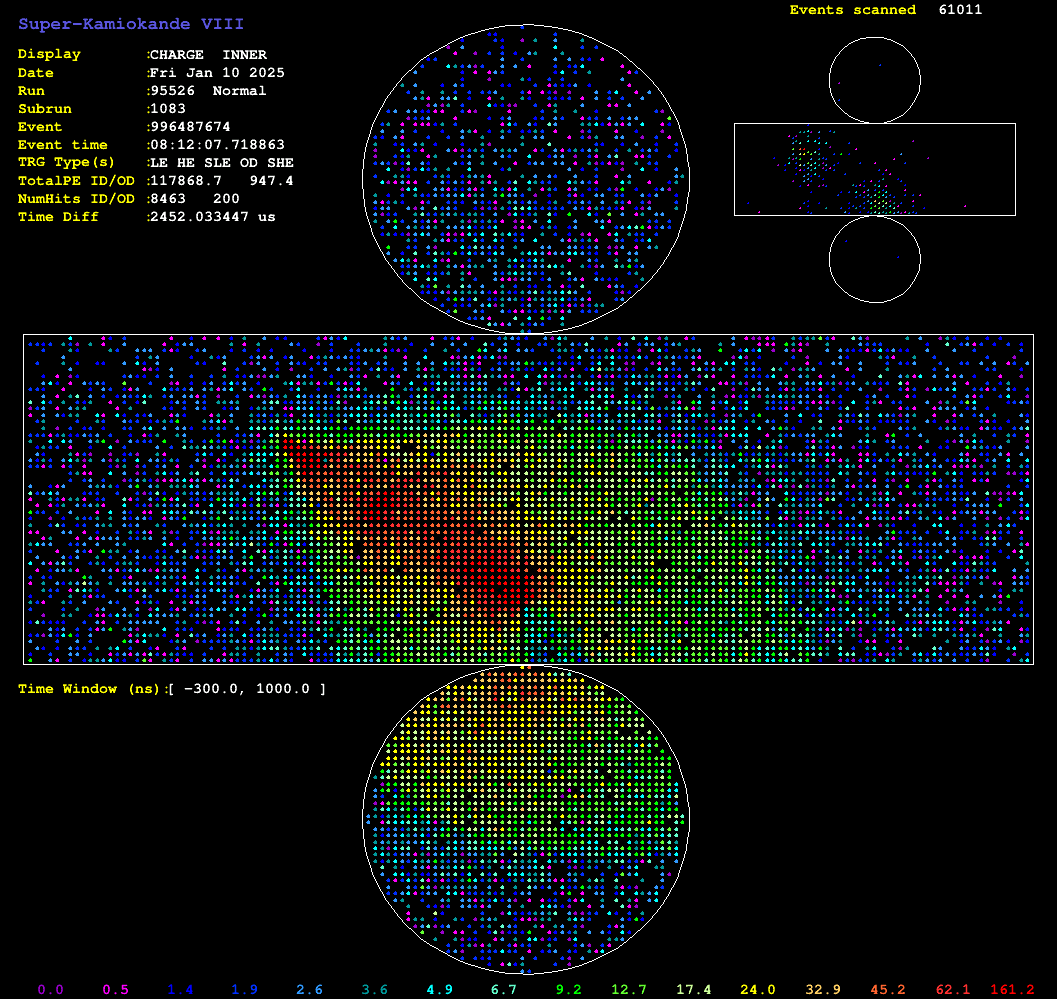 Super-Kamiokande VIII
Events scanned 61011
Display :CHARGE INNER
Date :Fri Jan 10 2025
Run :95526 Normal
Subrun :1083
Event :996487674
Event time :08:12:07.718863
TRG Type(s) :LE HE SLE OD SHE
TotalPE ID/OD :117868.7 947.4
NumHits ID/OD :8463 200
Time Diff :2452.033447 us
Time Window (ns):[ -300.0, 1000.0 ]
0.0 0.5 1.4 1.9 2.6 3.6 4.9 6.7 9.2 12.7 17.4 24.0 32.9 45.2 62.1 161.2